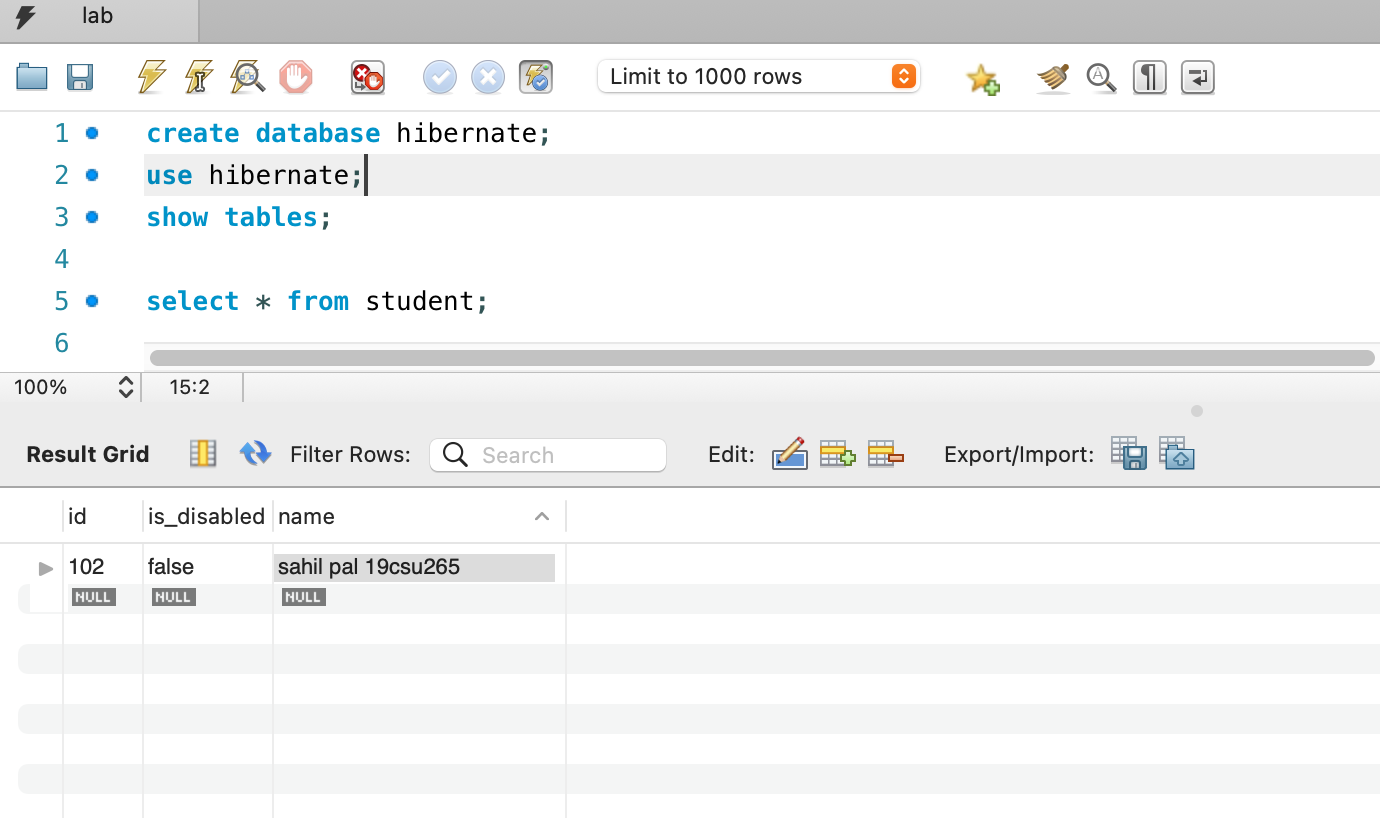 lab
Limit to 1000 rows
1 create database hibernate;
2 use hibernate;
3 show tables;
4
5 select * from student;
6
100% 15:2
Result Grid Filter Rows: Search Edit: Export/Import:
id is_disabled name
102 false sahil pal 19csu265
NULL NULL NULL